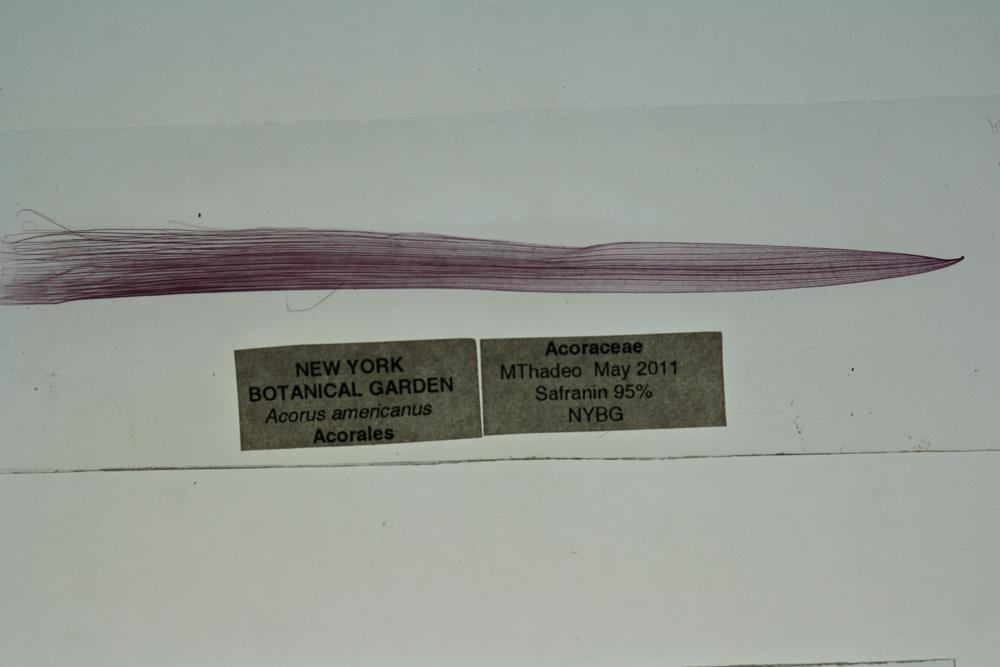 NEW YORK
BOTANICAL GARDEN
Acorus americanus
Acorales
Acoraceae
MThadeo May 2011
Safranin 95%
NYBG